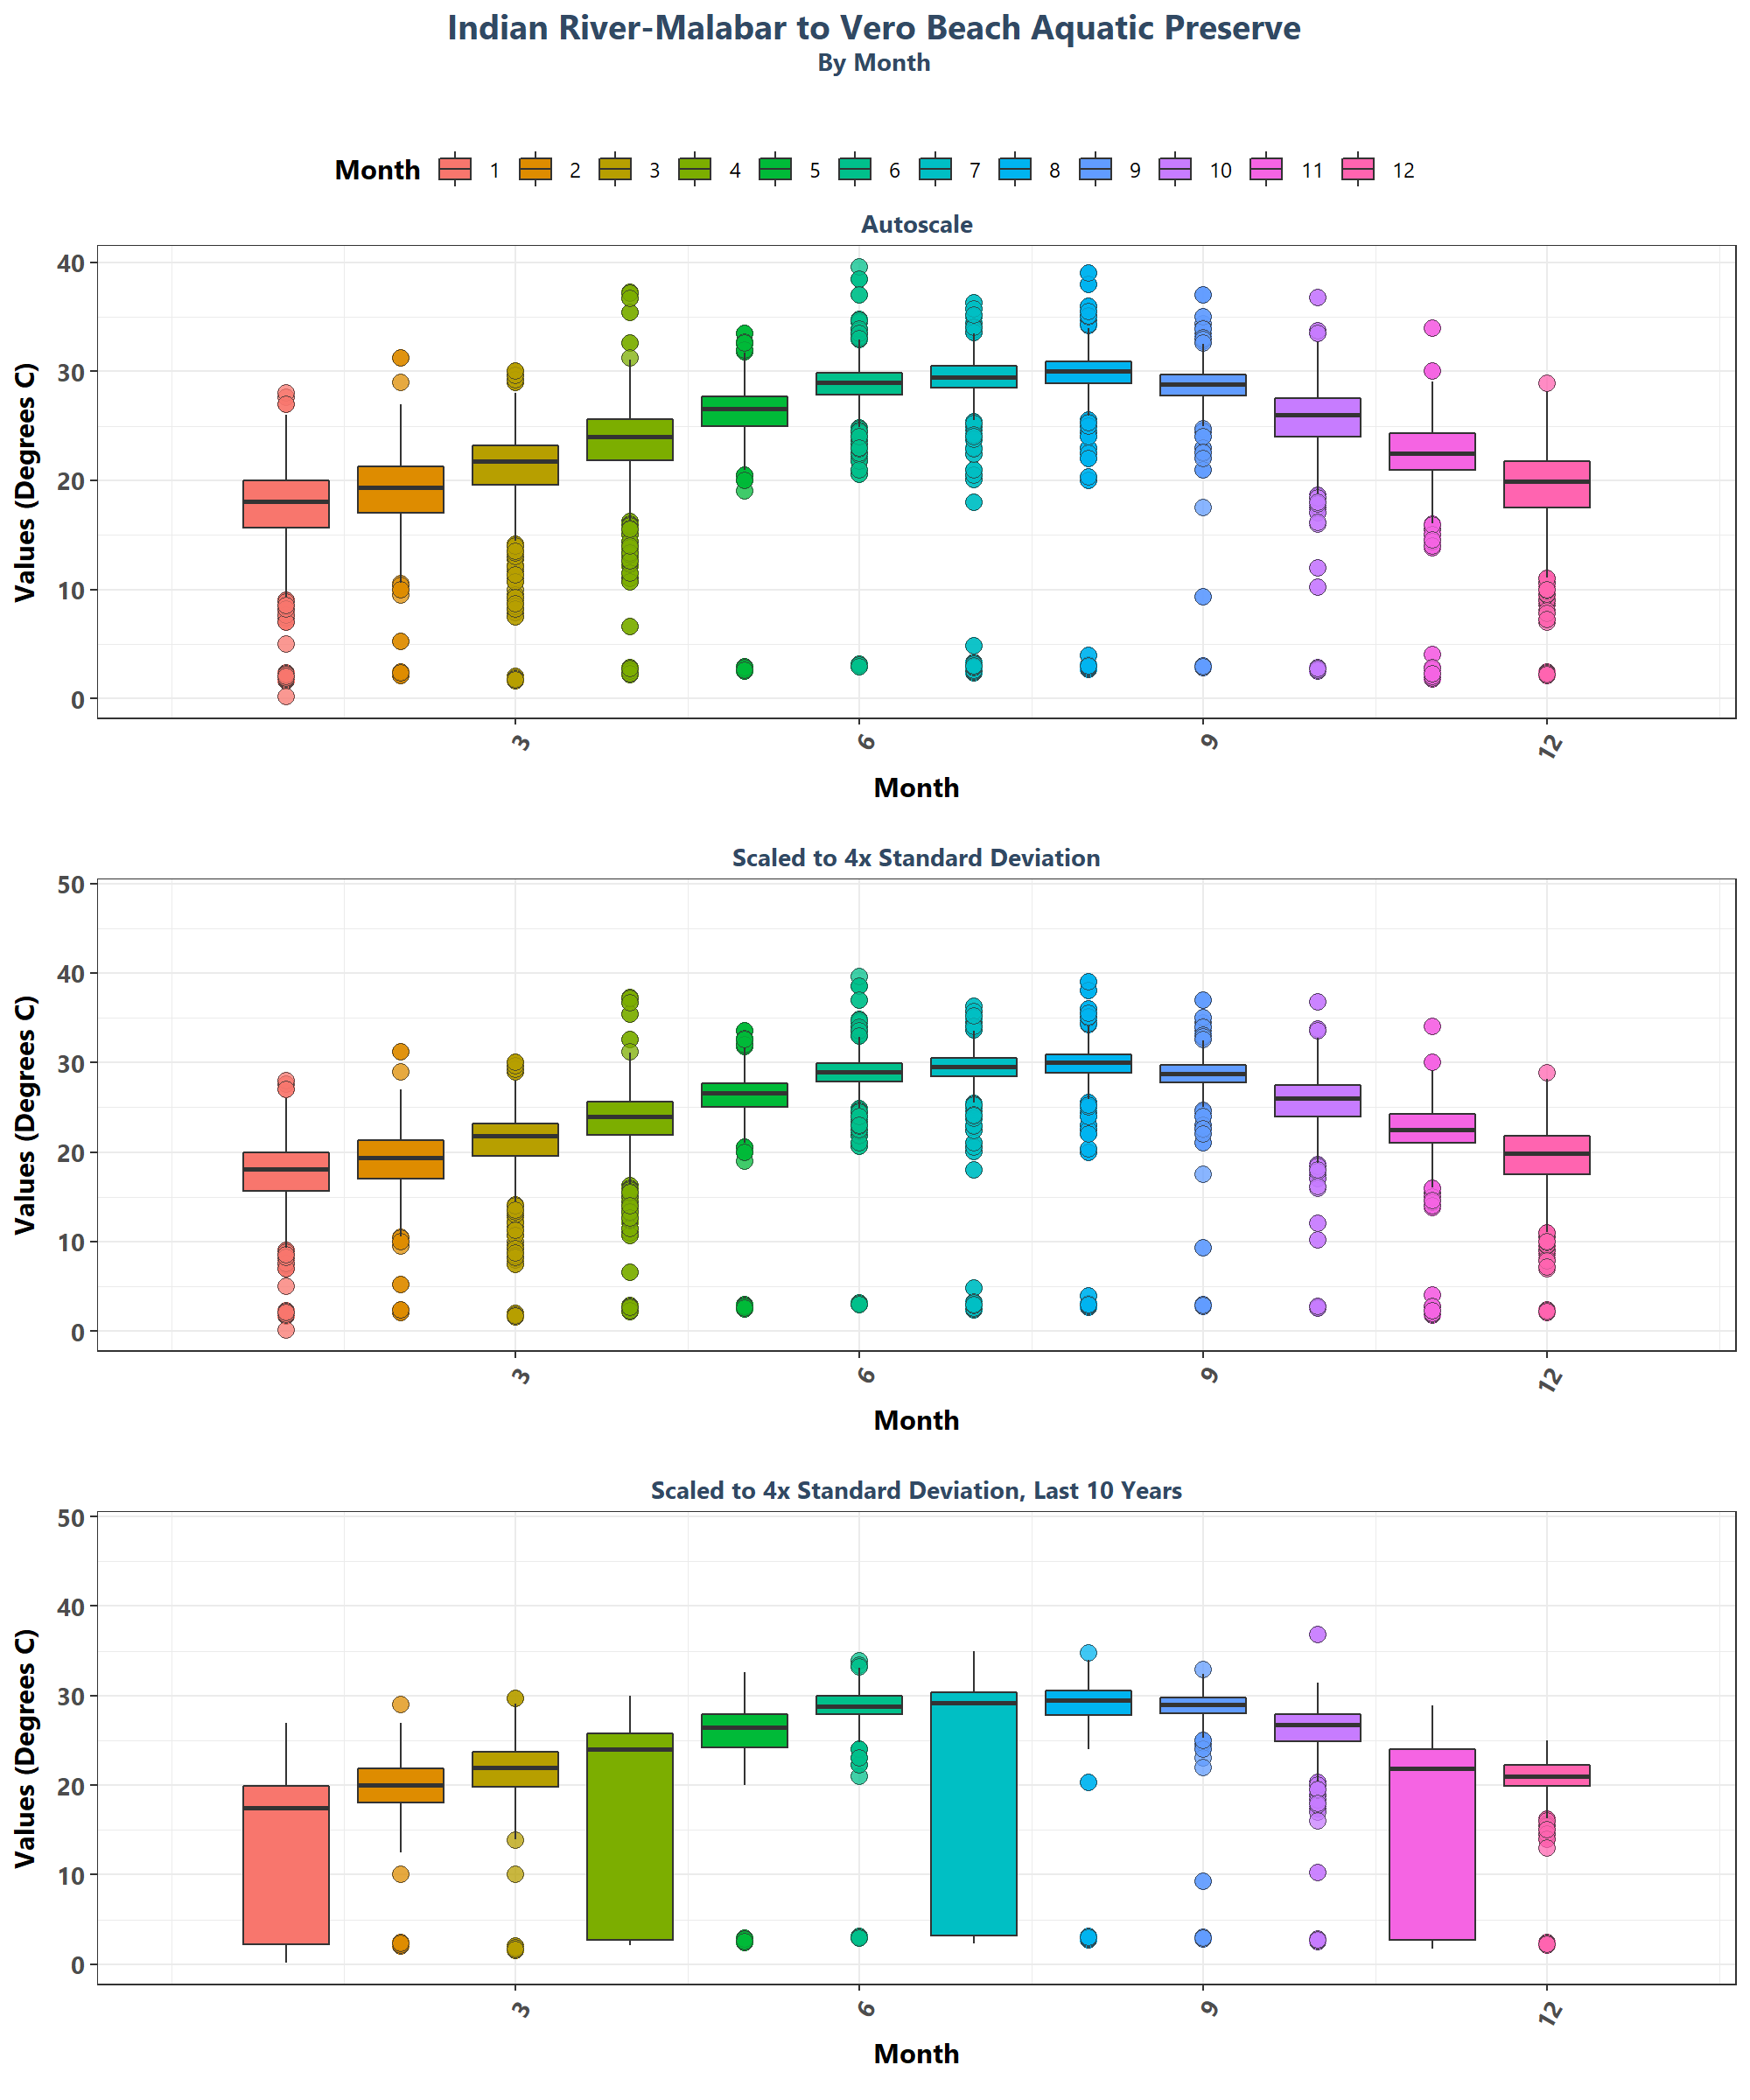 Indian River-Malabar to Vero Beach Aquatic Preserve
By Month
Month 1 2 3 4 5 6 7 8 9 10 11 12
Autoscale
Values (Degrees C)
40
30
20
10
0
3 6 9 12
Month
Scaled to 4x Standard Deviation
Values (Degrees C)
50
40
30
20
10
0
3 6 9 12
Month
Scaled to 4x Standard Deviation, Last 10 Years
Values (Degrees C)
50
40
30
20
10
0
3 6 9 12
Month